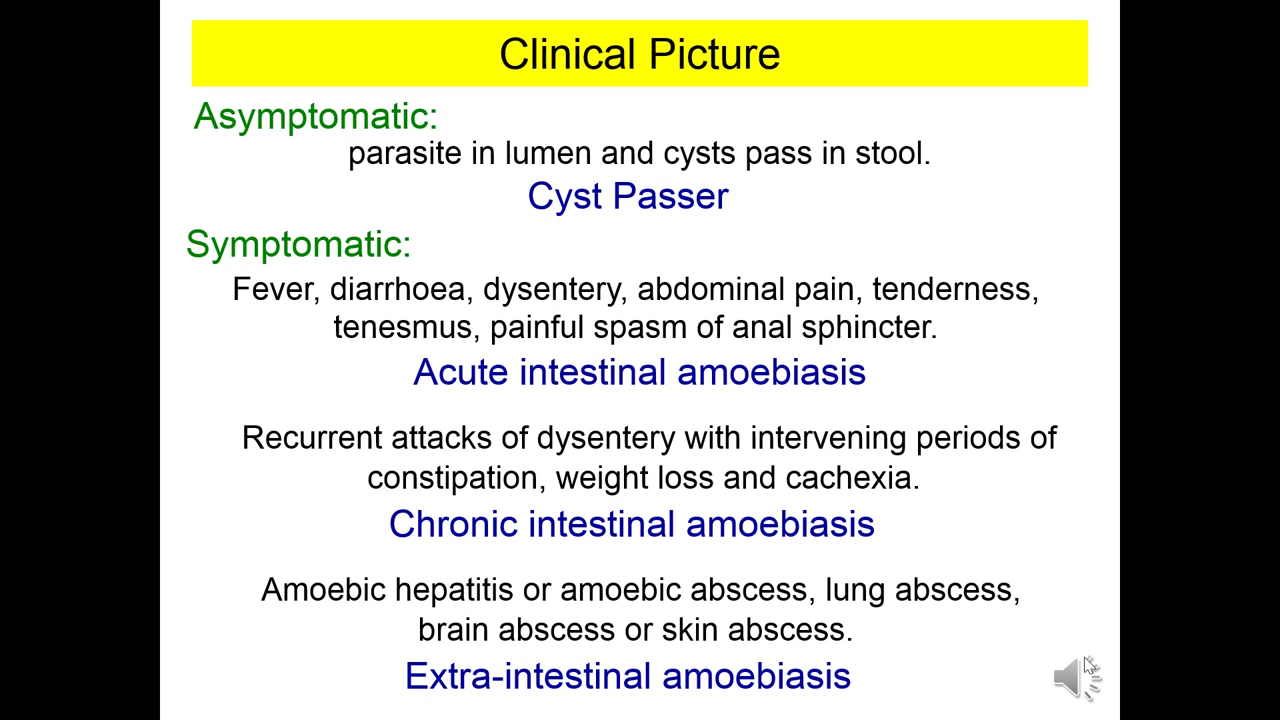 Clinical Picture
Asymptomatic:
parasite in lumen and cysts pass in stool.
Cyst Passer
Symptomatic:
Fever, diarrhoea, dysentery, abdominal pain, tenderness,
tenesmus, painful spasm of anal sphincter.
Acute intestinal amoebiasis
Recurrent attacks of dysentery with intervening periods of
constipation, weight loss and cachexia.
Chronic intestinal amoebiasis
Amoebic hepatitis or amoebic abscess, lung abscess,
brain abscess or skin abscess.
Extra-intestinal amoebiasis